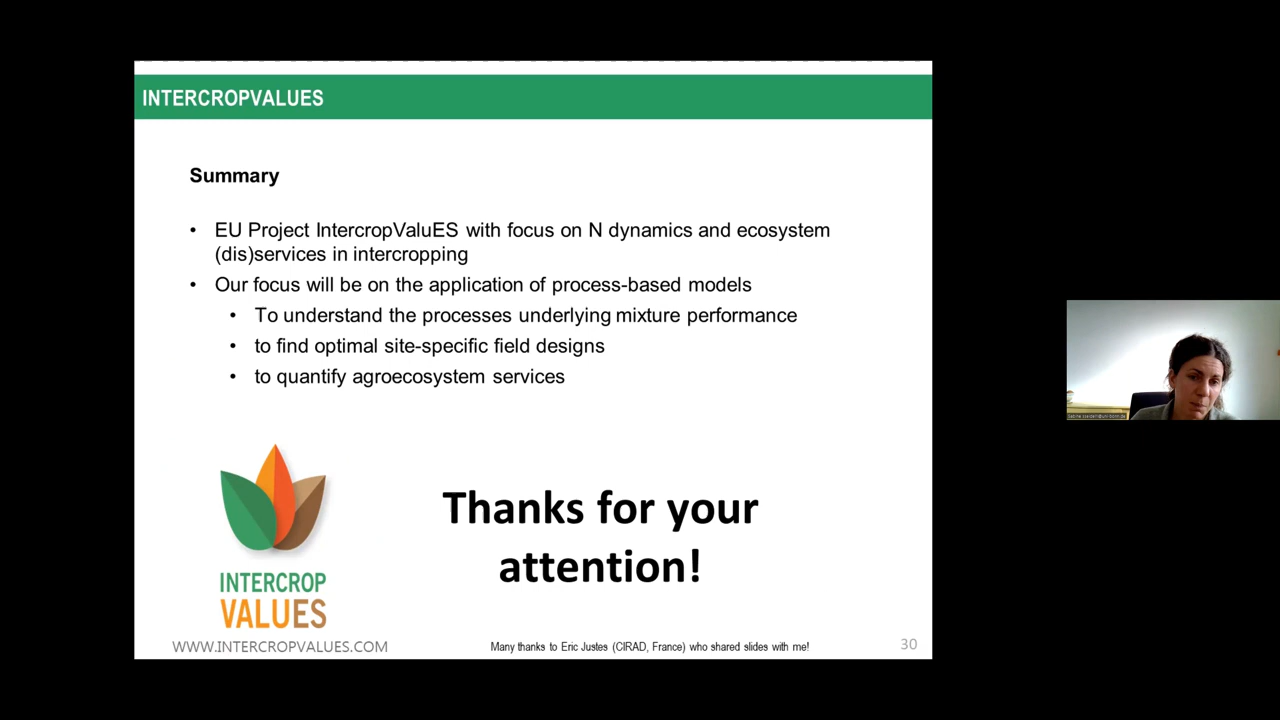 INTERCROPVALUES
Summary
• EU Project IntercropValuES with focus on N dynamics and ecosystem
(dis)services in intercropping
• Our focus will be on the application of process-based models
• To understand the processes underlying mixture performance
• to find optimal site-specific field designs
• to quantify agroecosystem services
Thanks for your
attention!
INTERCROP
VALUES
WWW.INTERCROPVALUES.COM
Many thanks to Eric Justes (CIRAD, France) who shared slides with me!
30